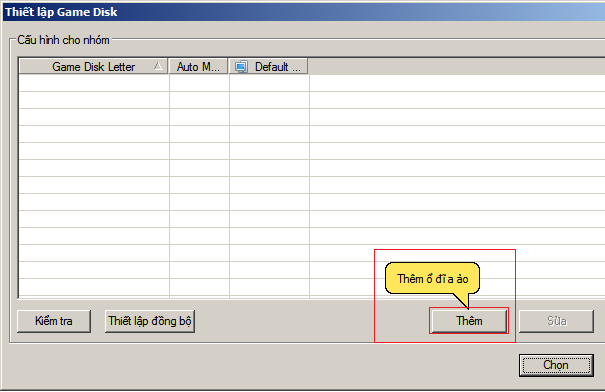 Thiết lập Game Disk
Cấu hình cho nhóm
Game Disk Letter Auto M... Default ...
Thêm ổ đĩa ảo
Kiểm tra Thiết lập đồng bộ Thêm Sửa
Chọn